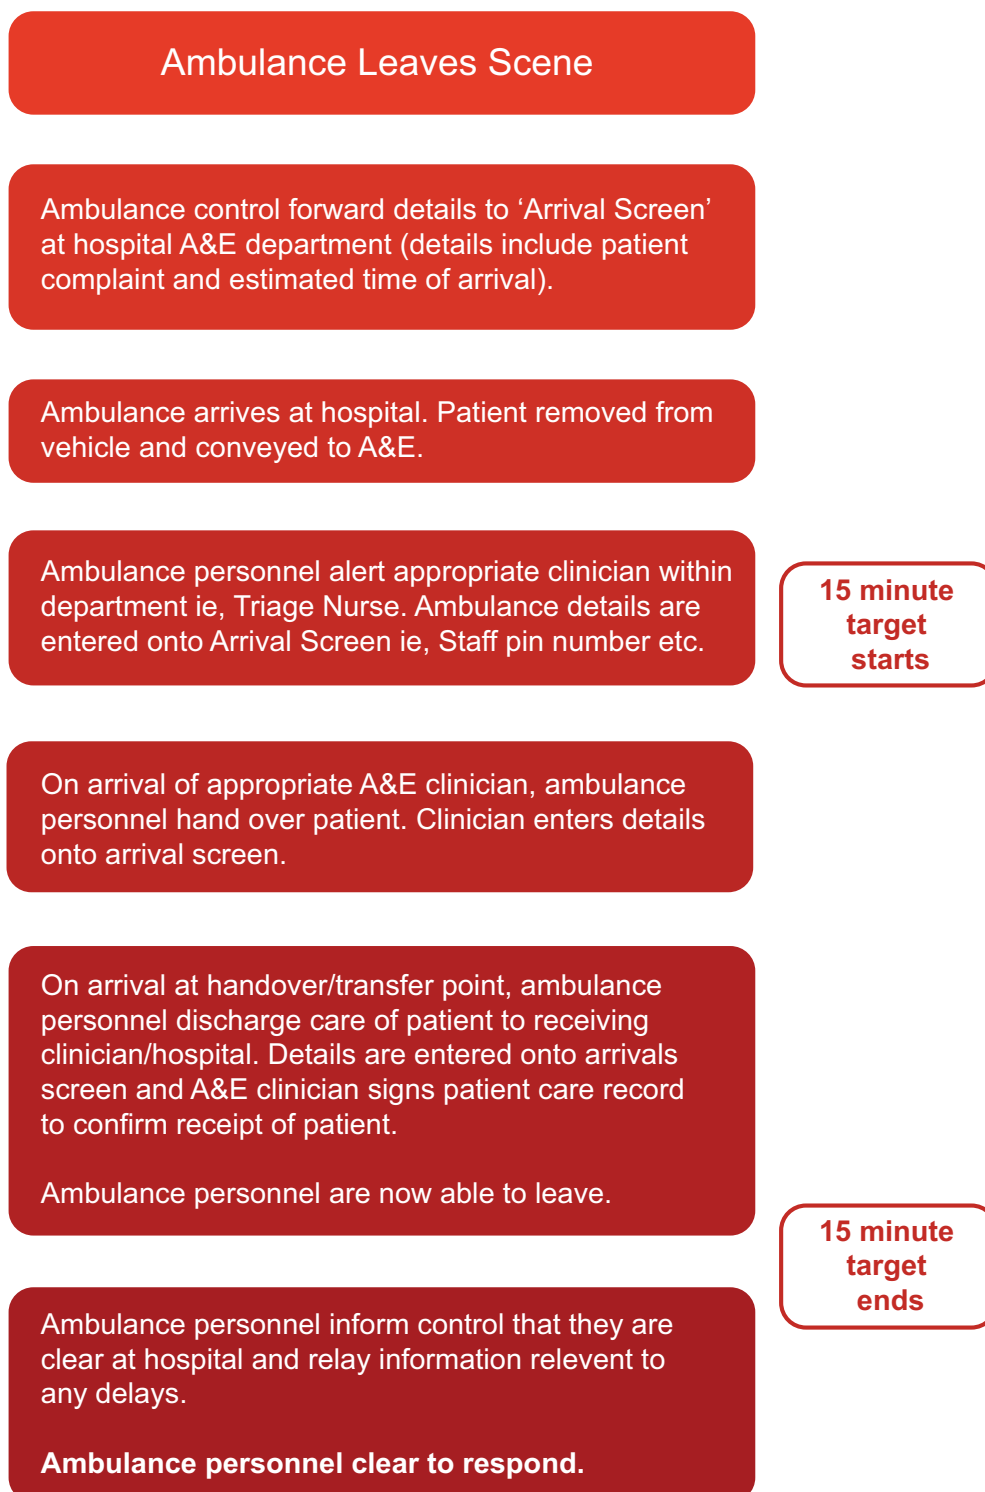 Ambulance Leaves Scene
Ambulance control forward details to ‘Arrival Screen’
at hospital A&E department (details include patient
complaint and estimated time of arrival).
Ambulance arrives at hospital. Patient removed from
vehicle and conveyed to A&E.
Ambulance personnel alert appropriate clinician within
department ie, Triage Nurse. Ambulance details are
entered onto Arrival Screen ie, Staff pin number etc.
15 minute
target
starts
On arrival of appropriate A&E clinician, ambulance
personnel hand over patient. Clinician enters details
onto arrival screen.
On arrival at handover/transfer point, ambulance
personnel discharge care of patient to receiving
clinician/hospital. Details are entered onto arrivals
screen and A&E clinician signs patient care record
to confirm receipt of patient.
Ambulance personnel are now able to leave.
15 minute
target
ends
Ambulance personnel inform control that they are
clear at hospital and relay information relevent to
any delays.
Ambulance personnel clear to respond.